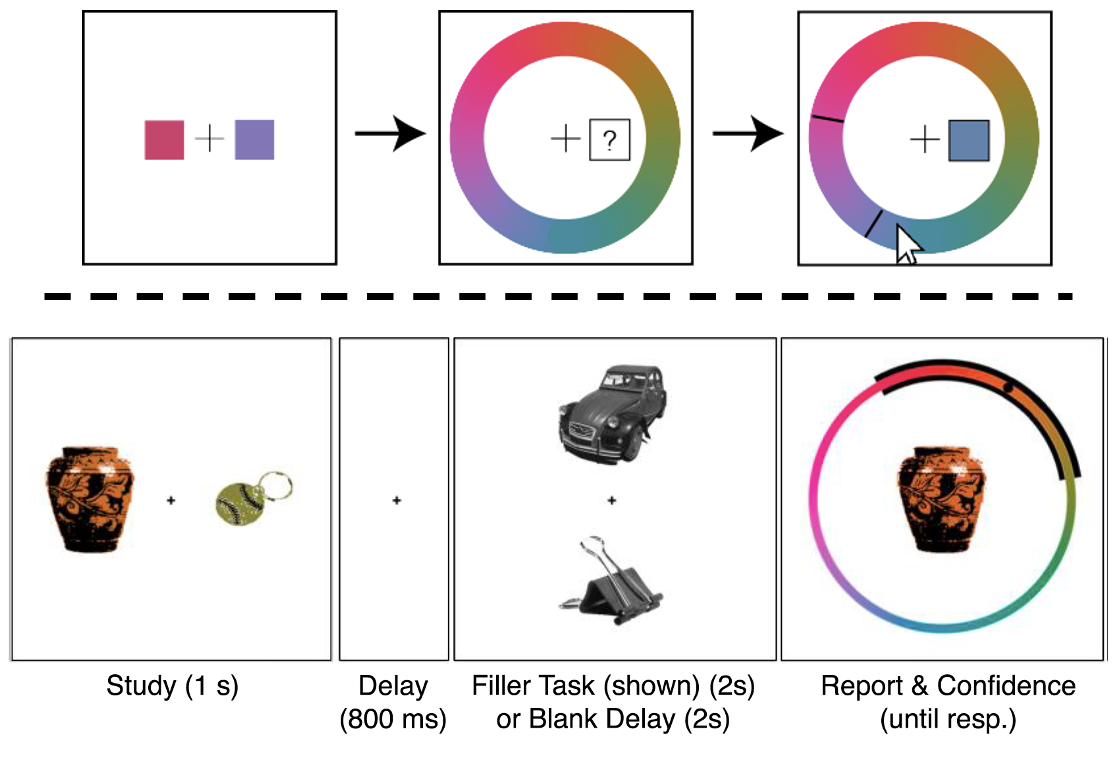 ?
Study (1 s)
Delay
(800 ms)
Filler Task (shown) (2s)
or Blank Delay (2s)
Report & Confidence
(until resp.)